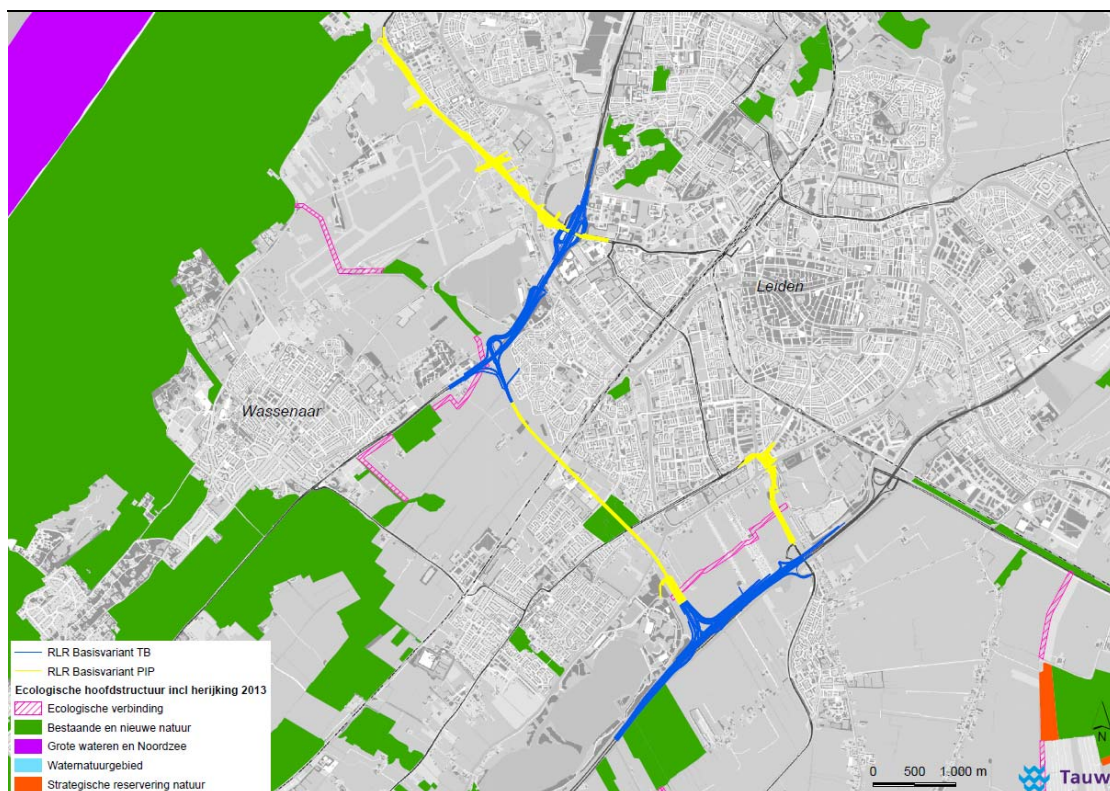 Leiden
Wassenaar
RLR Basisvariant TB
RLR Basisvariant PIP
Ecologische hoofdstructuur incl herijking 2013
Ecologische verbinding
Bestaande en nieuwe natuur
Grote wateren en Noordzee
Waternatuurgebied
Strategische reservering natuur
N
0 500 1.000 m
Tauw